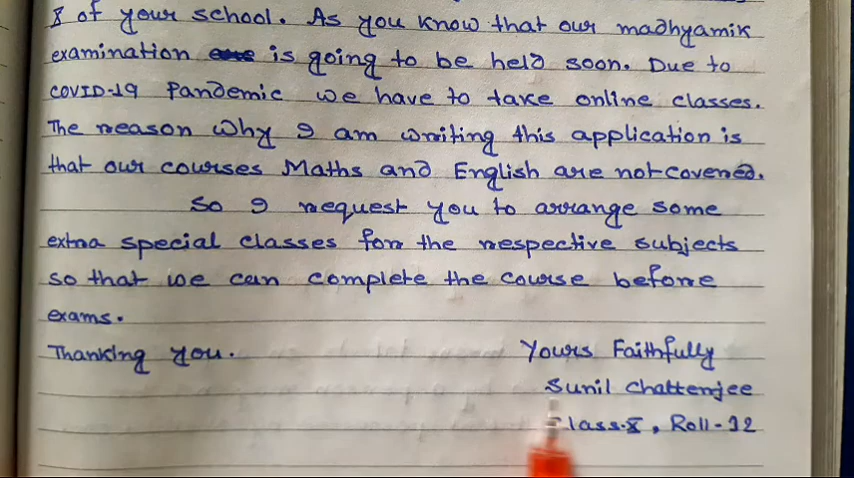 X of your school. As you know that our madhyamik
examination is going to be held soon. Due to
COVID-19 Pandemic we have to take online classes.
The reason why I am writing this application is
that our courses Maths and English are not covered.
So I request you to arrange some
extra special classes for the respective subjects
so that we can complete the course before
exams.
Thanking you.
Yours Faithfully
Sunil Chatterjee
Class-X, Roll-12